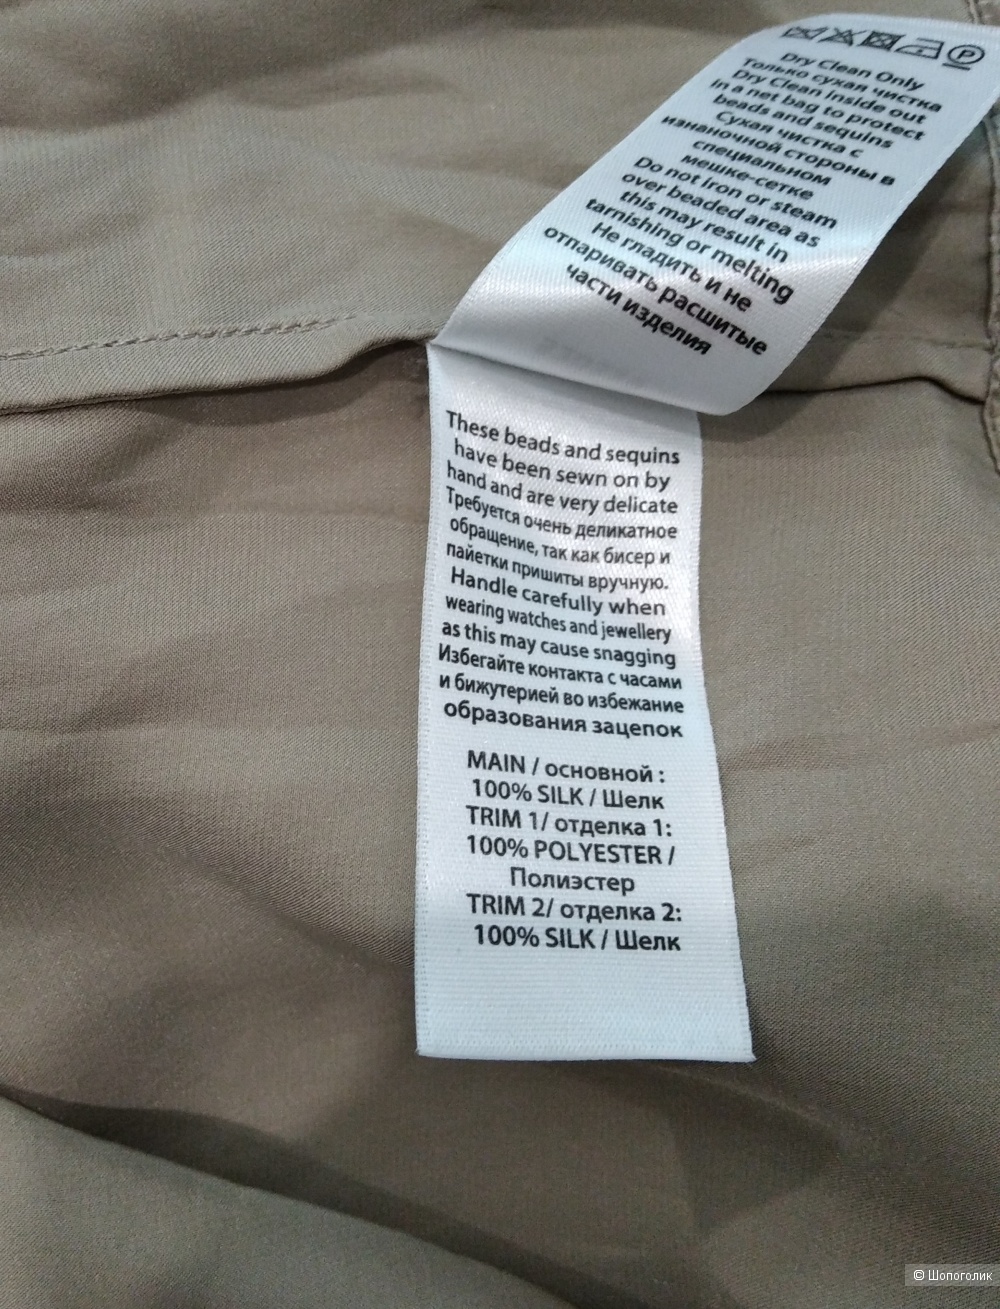 P
Dry Clean Only
Только сухая чистка
Dry Clean inside out
in a net bag to protect
beads and sequins
Сухая чистка с
изнаночной стороны в
специальном
мешке-сетке
Do not iron or steam
over beaded area as
this may result in
tarnishing or melting
Не гладить и не
отпаривать расшитые
части изделия
These beads and sequins
have been sewn on by
hand and are very delicate
Требуется очень деликатное
обращение, так как бисер и
пайетки пришиты вручную.
Handle carefully when
wearing watches and jewellery
as this may cause snagging
Избегайте контакта с часами
и бижутерией во избежание
образования зацепок
MAIN / основной :
100% SILK / Шелк
TRIM 1/ отделка 1:
100% POLYESTER /
Полиэстер
TRIM 2/ отделка 2:
100% SILK / Шелк
© Шопоголик